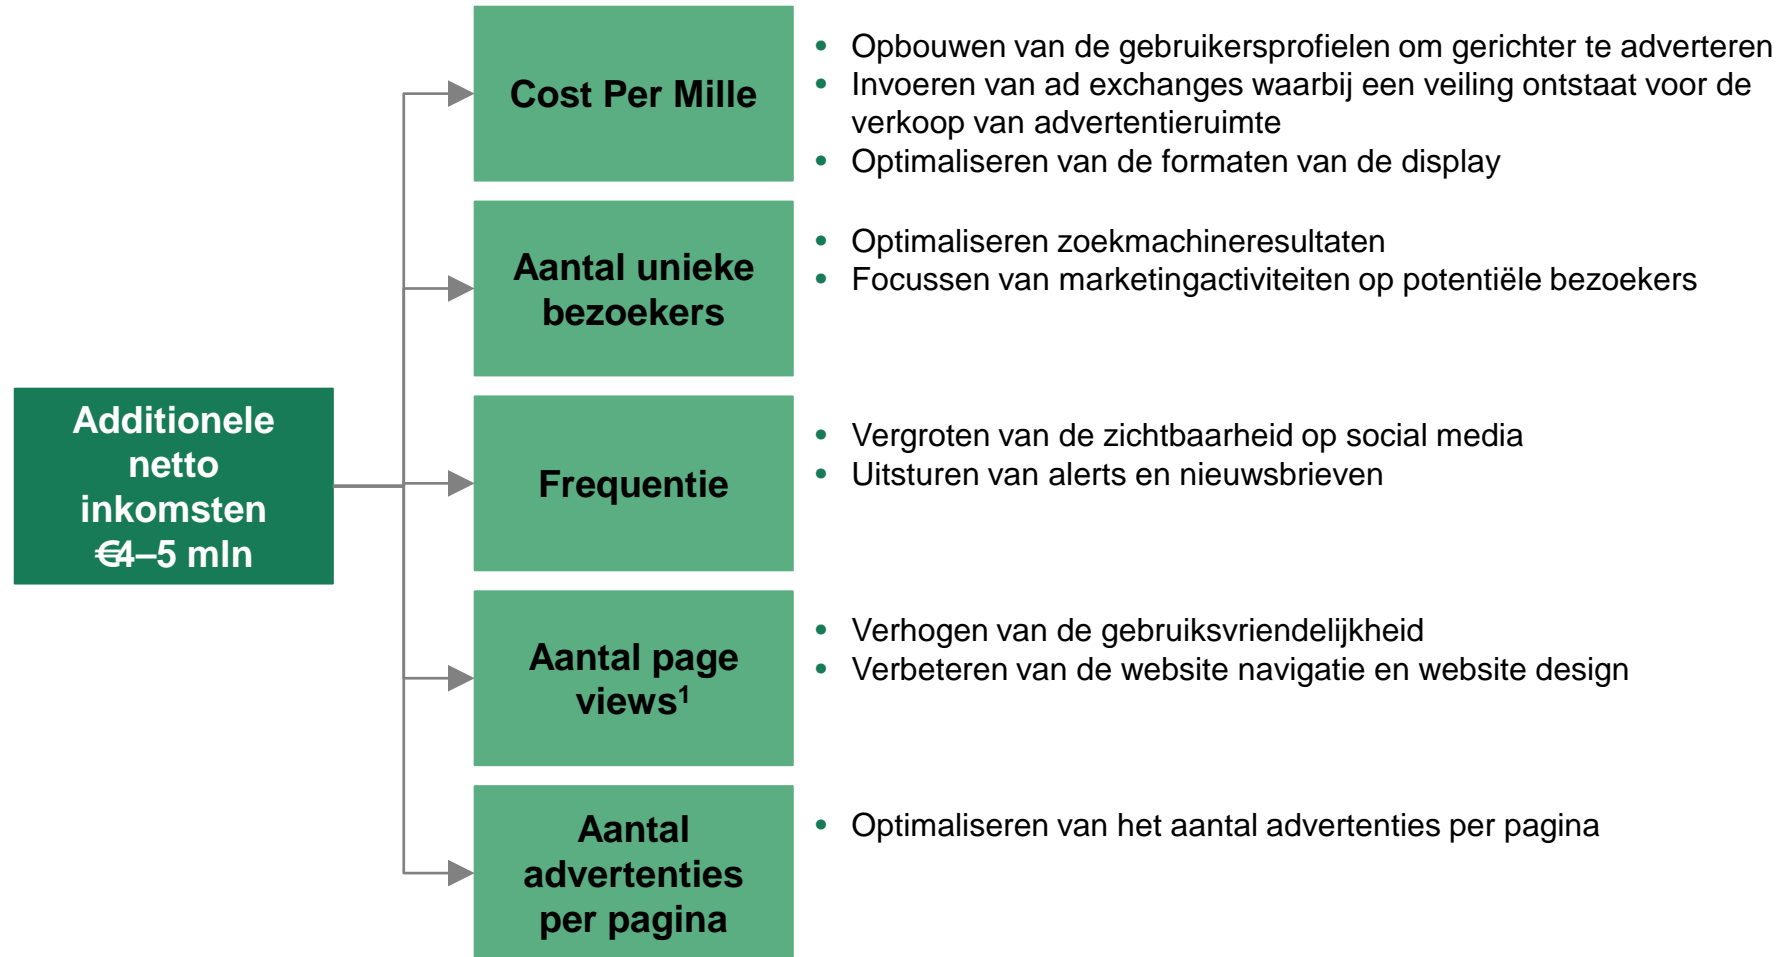 Cost Per Mille
• Opbouwen van de gebruikersprofielen om gerichter te adverteren
• Invoeren van ad exchanges waarbij een veiling ontstaat voor de
verkoop van advertentieruimte
• Optimaliseren van de formaten van de display
Aantal unieke
bezoekers
• Optimaliseren zoekmachineresultaten
• Focussen van marketingactiviteiten op potentiële bezoekers
Additionele
netto
inkomsten
€4–5 mln
Frequentie
• Vergroten van de zichtbaarheid op social media
• Uitsturen van alerts en nieuwsbrieven
Aantal page
views¹
• Verhogen van de gebruiksvriendelijkheid
• Verbeteren van de website navigatie en website design
Aantal
advertenties
per pagina
• Optimaliseren van het aantal advertenties per pagina